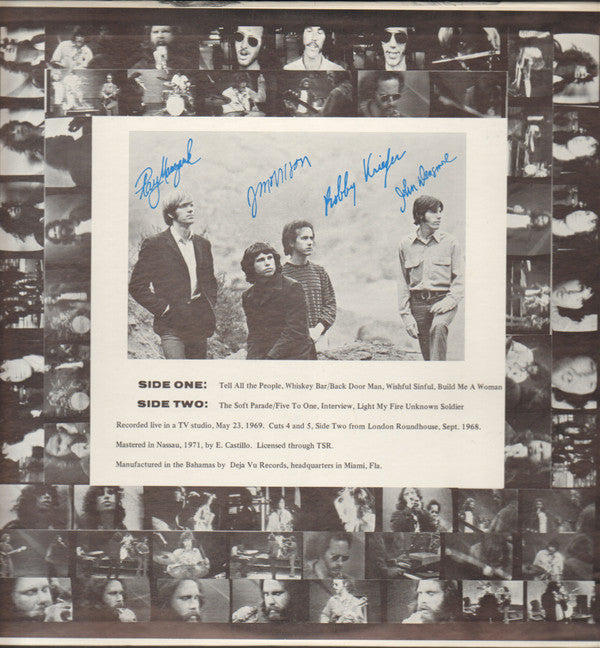 Ray Manzarek
J Morrison
Robby Krieger
John Densmore
SIDE ONE: Tell All the People, Whiskey Bar/Back Door Man, Wishful Sinful, Build Me A Woman
SIDE TWO: The Soft Parade/Five To One, Interview, Light My Fire Unknown Soldier
Recorded live in a TV studio, May 23, 1969. Cuts 4 and 5, Side Two from London Roundhouse, Sept. 1968.
Mastered in Nassau, 1971, by E. Castillo. Licensed through TSR.
Manufactured in the Bahamas by Deja Vu Records, headquarters in Miami, Fla.